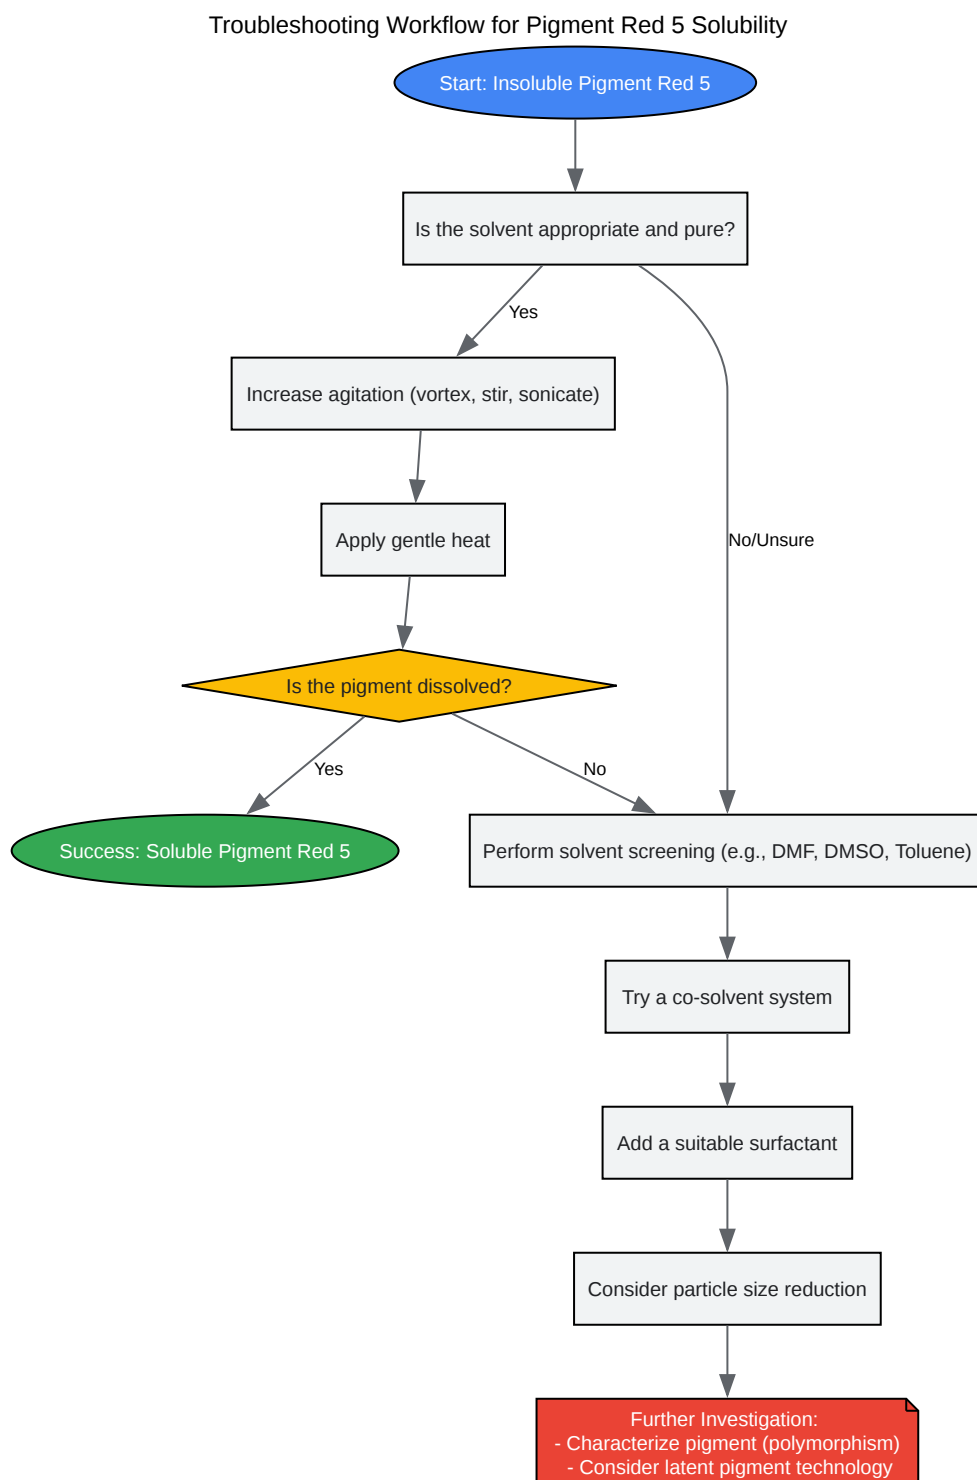 Troubleshooting Workflow for Pigment Red 5 Solubility
Start: Insoluble Pigment Red 5
Is the solvent appropriate and pure?
Yes
Increase agitation (vortex, stir, sonicate)
Apply gentle heat
No/Unsure
Is the pigment dissolved?
Yes
No
Success: Soluble Pigment Red 5
Perform solvent screening (e.g., DMF, DMSO, Toluene)
Try a co-solvent system
Add a suitable surfactant
Consider particle size reduction
Further Investigation:
- Characterize pigment (polymorphism)
- Consider latent pigment technology